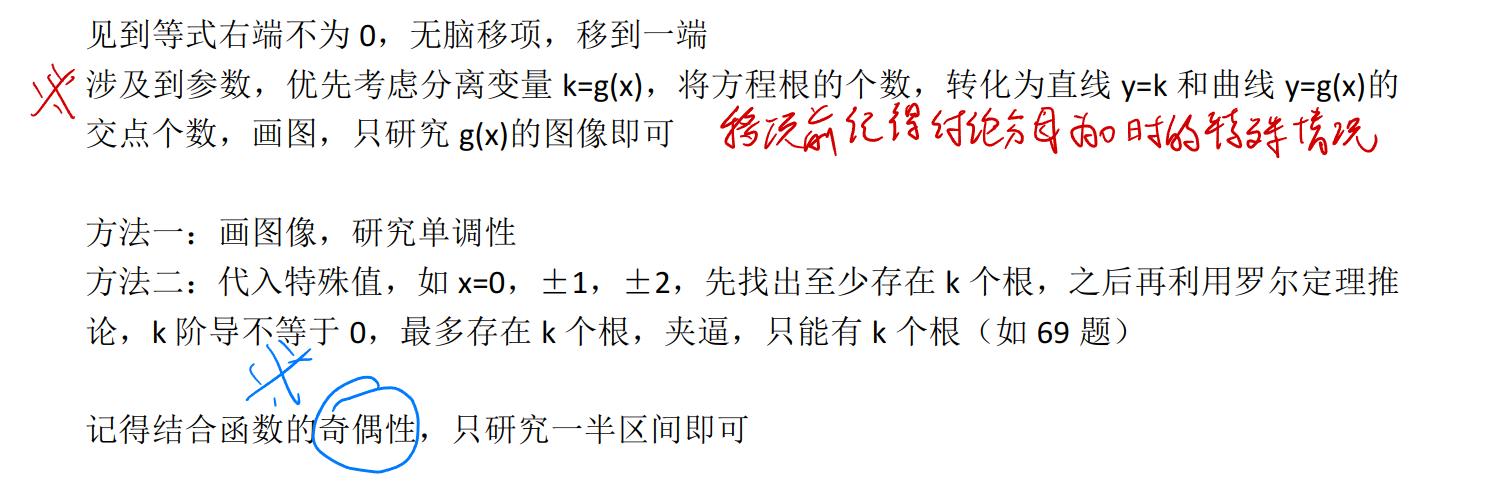 见到等式右端不为 0，无脑移项，移到一端
涉及到参数，优先考虑分离变量 k=g(x)，将方程根的个数，转化为直线 y=k 和曲线 y=g(x)的
交点个数，画图，只研究 g(x)的图像即可
移项前记得讨论分母为0时的特殊情况
方法一：画图像，研究单调性
方法二：代入特殊值，如 x=0，±1，±2，先找出至少存在 k 个根，之后再利用罗尔定理推
论，k 阶导不等于 0，最多存在 k 个根，夹逼，只能有 k 个根（如 69 题）
记得结合函数的奇偶性，只研究一半区间即可